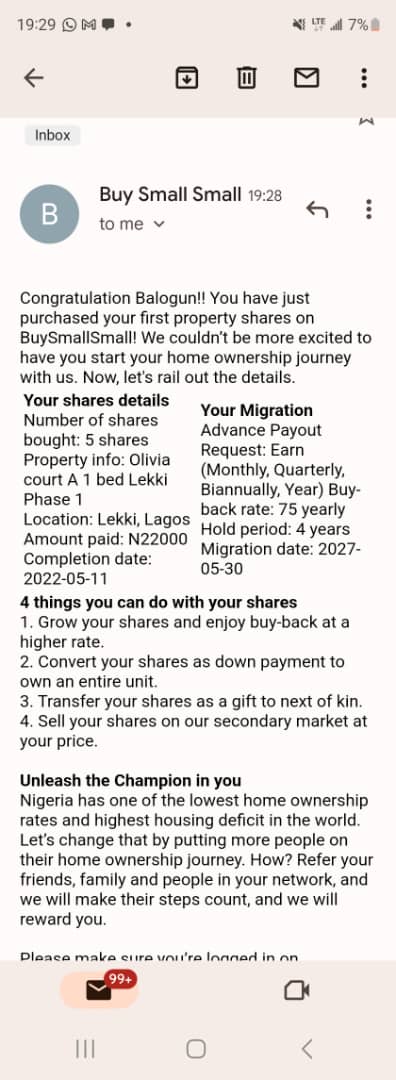 19:29
LTE
7%
Inbox
B
Buy Small Small 19:28
to me
Congratulation Balogun!! You have just
purchased your first property shares on
BuySmallSmall! We couldn't be more excited to
have you start your home ownership journey
with us. Now, let's rail out the details.
Your shares details
Number of shares
bought: 5 shares
Property info: Olivia
court A 1 bed Lekki
Phase 1
Location: Lekki, Lagos
Amount paid: N22000
Completion date:
2022-05-11
Your Migration
Advance Payout
Request: Earn
(Monthly, Quarterly,
Biannually, Year) Buy-
back rate: 75 yearly
Hold period: 4 years
Migration date: 2027-
05-30
4 things you can do with your shares
1. Grow your shares and enjoy buy-back at a
higher rate.
2. Convert your shares as down payment to
own an entire unit.
3. Transfer your shares as a gift to next of kin.
4. Sell your shares on our secondary market at
your price.
Unleash the Champion in you
Nigeria has one of the lowest home ownership
rates and highest housing deficit in the world.
Let's change that by putting more people on
their home ownership journey. How? Refer your
friends, family and people in your network, and
we will make their steps count, and we will
reward you.
Please make sure you're logged in on
99+